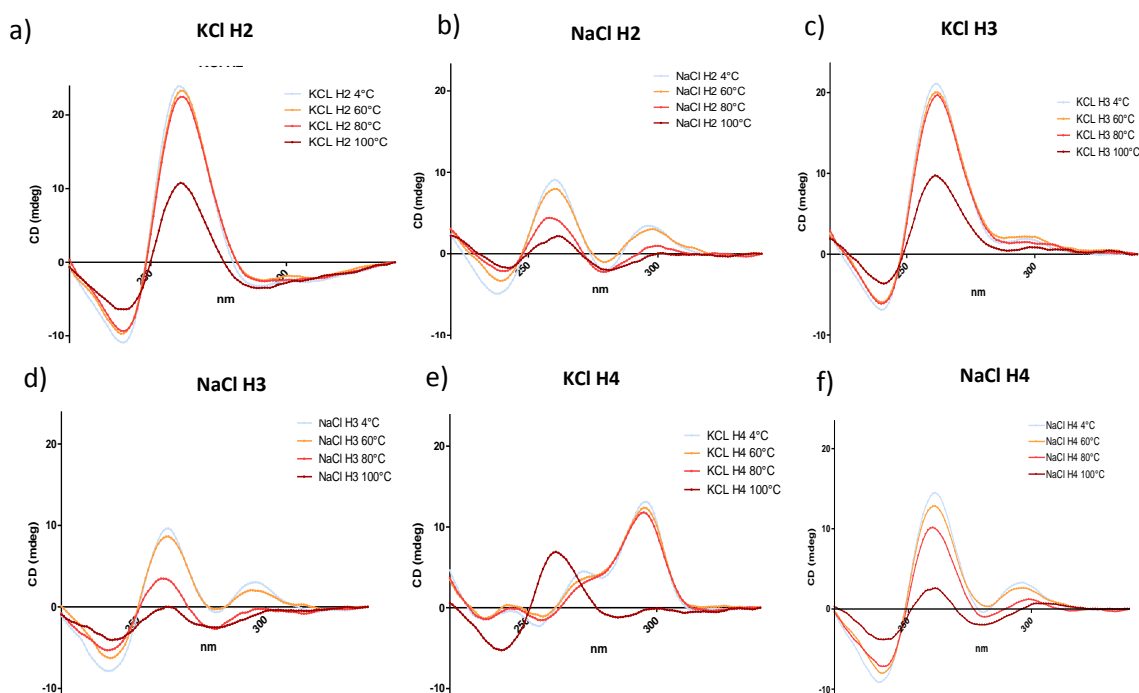 a)
KCl H2
KCL H2 4°C
KCL H2 60°C
KCL H2 80°C
KCL H2 100°C
CD (mdeg)
20
10
0
-10
250
nm
b)
NaCl H2
NaCl H2 4°C
NaCl H2 60°C
NaCl H2 80°C
NaCl H2 100°C
CD (mdeg)
20
10
0
-10
250
300
nm
c)
KCl H3
KCL H3 4°C
KCL H3 60°C
KCL H3 80°C
KCL H3 100°C
CD (mdeg)
20
10
0
-10
250
300
nm
d)
NaCl H3
NaCl H3 4°C
NaCl H3 60°C
NaCl H3 80°C
NaCl H3 100°C
CD (mdeg)
20
10
0
-10
250
300
nm
e)
KCl H4
KCL H4 4°C
KCL H4 60°C
KCL H4 80°C
KCL H4 100°C
CD (mdeg)
20
10
0
-10
250
300
nm
f)
NaCl H4
NaCl H4 4°C
NaCl H4 60°C
NaCl H4 80°C
NaCl H4 100°C
CD (mdeg)
20
10
0
-10
300
nm